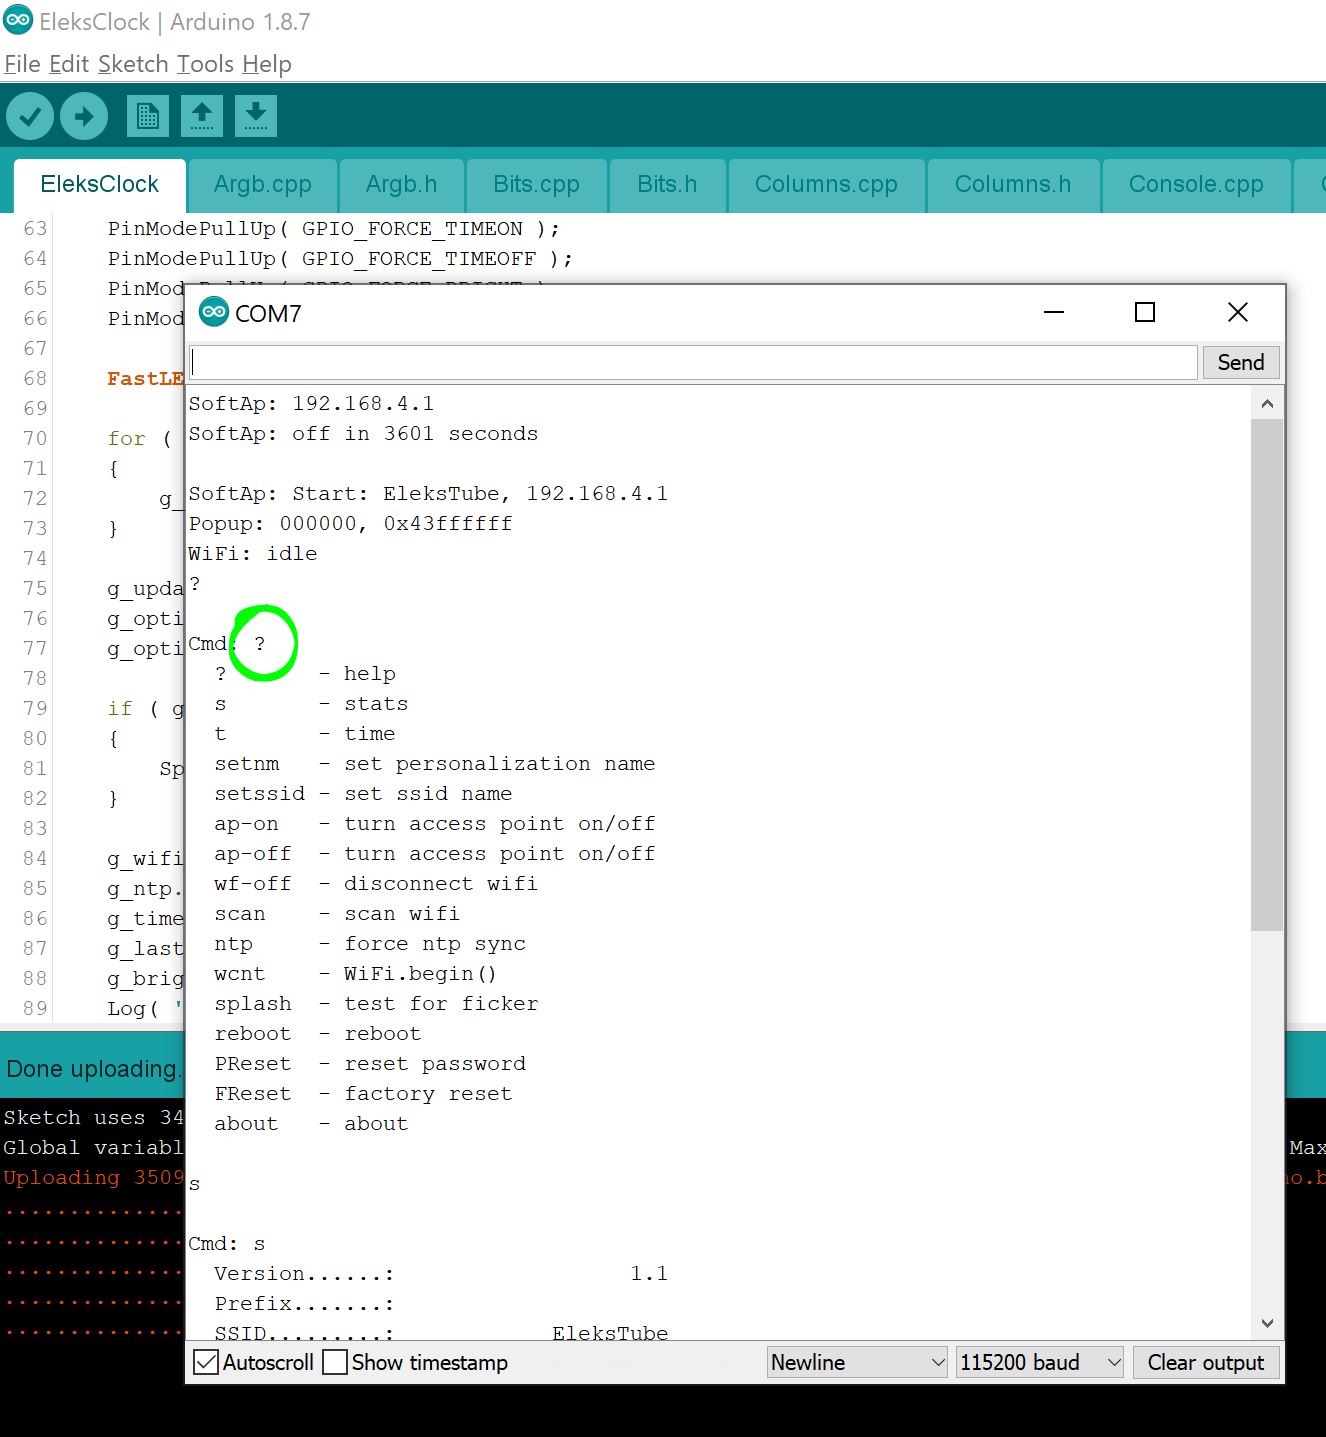 EleksClock | Arduino 1.8.7
File Edit Sketch Tools Help
EleksClock Argb.cpp Argb.h Bits.cpp Bits.h Columns.cpp Columns.h Console.cpp
63 PinModePullUp( GPIO_FORCE_TIMEON );
64 PinModePullUp( GPIO_FORCE_TIMEOFF );
65 PinMod
66 PinMod
67
68 FastLE
69
70 for (
71 {
72 g_
73 }
74
75 g_upda
76 g_opti
77 g_opti
78
79 if ( g
80 {
81 Sp
82 }
83
84 g_wifi
85 g_ntp.
86 g_time
87 g_last
88 g_brig
89 Log( "
COM7
Send
SoftAp: 192.168.4.1
SoftAp: off in 3601 seconds
SoftAp: Start: EleksTube, 192.168.4.1
Popup: 000000, 0x43ffffff
WiFi: idle
?
Cmd: ?
? - help
s - stats
t - time
setnm - set personalization name
setssid - set ssid name
ap-on - turn access point on/off
ap-off - turn access point on/off
wf-off - disconnect wifi
scan - scan wifi
ntp - force ntp sync
wcnt - WiFi.begin()
splash - test for ficker
reboot - reboot
PReset - reset password
FReset - factory reset
about - about
s
Cmd: s
Version......: 1.1
Prefix.......:
SSID.........: EleksTube
Autoscroll Show timestamp Newline 115200 baud Clear output
Done uploading.
Sketch uses 34
Global variabl Max
Uploading 3509 no.b